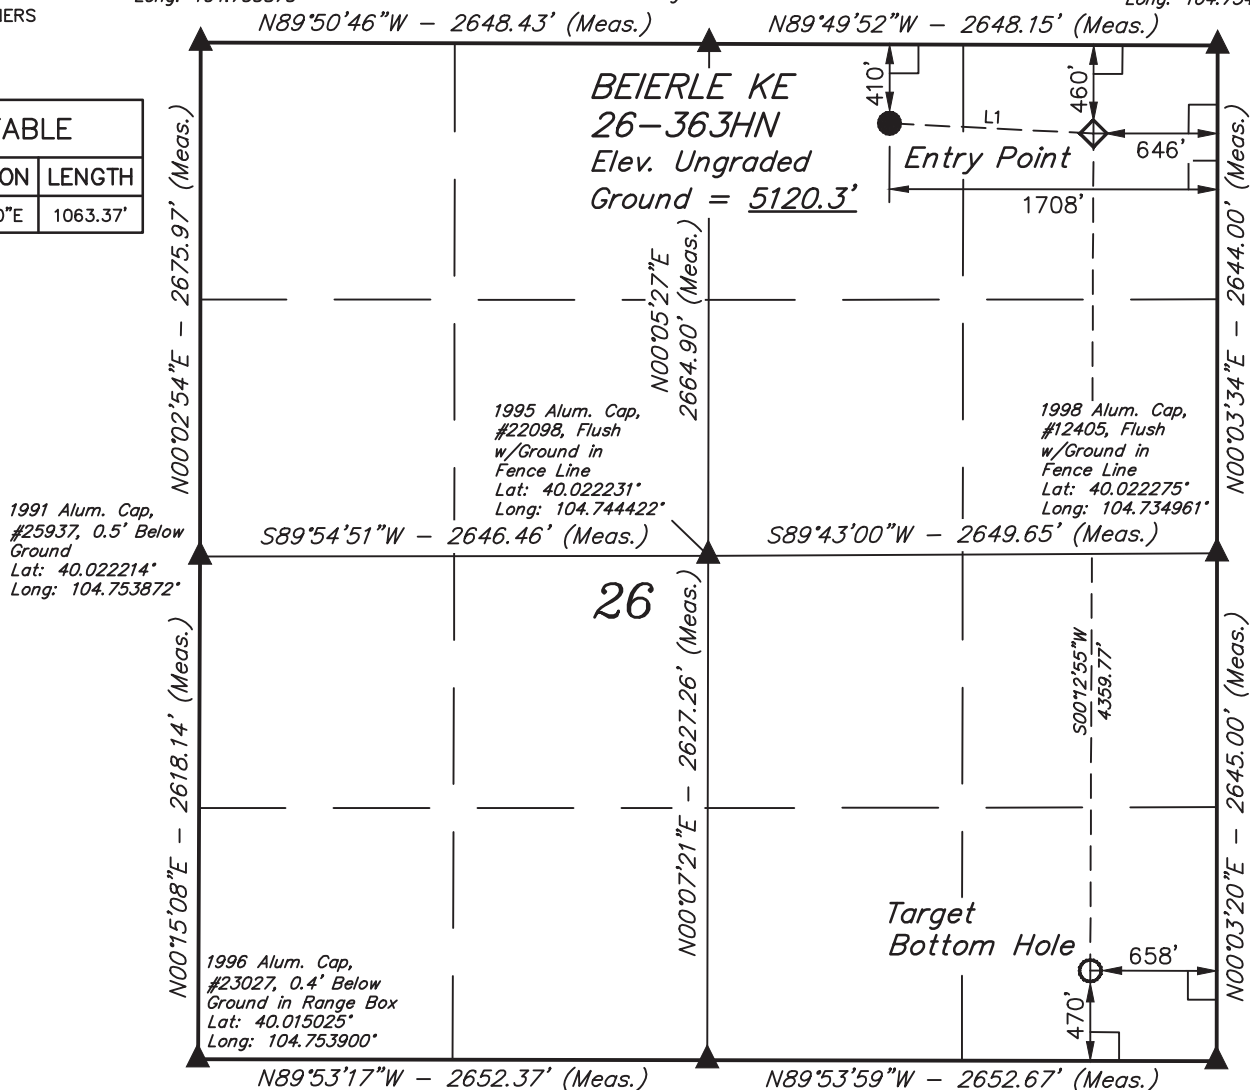 N89°50'46"W - 2648.43' (Meas.)
N89°49'52"W - 2648.15' (Meas.)
LENGTH
1063.37'
BEIERLE KE
26-363HN
Elev. Ungraded
Ground = 5120.3'
410'
L1
460'
646'
Entry Point
1708'
N00°02'54"E - 2675.97' (Meas.)
N00°05'27"E
2664.90' (Meas.)
N00°03'34"E - 2644.00' (Meas.)
1995 Alum. Cap,
#22098, Flush
w/Ground in
Fence Line
Lat: 40.022231°
Long: 104.744422°
1998 Alum. Cap,
#12405, Flush
w/Ground in
Fence Line
Lat: 40.022275°
Long: 104.734961°
1991 Alum. Cap,
#25937, 0.5' Below
Ground
Lat: 40.022214°
Long: 104.753872°
S89°54'51"W - 2646.46' (Meas.)
S89°43'00"W - 2649.65' (Meas.)
26
N00°15'08"E - 2618.14' (Meas.)
N00°07'21"E - 2627.26' (Meas.)
S00°12'55"W
4359.77'
N00°03'20"E - 2645.00' (Meas.)
Target
Bottom Hole
658'
470'
1996 Alum. Cap,
#23027, 0.4' Below
Ground in Range Box
Lat: 40.015025°
Long: 104.753900°
N89°53'17"W - 2652.37' (Meas.)
N89°53'59"W - 2652.67' (Meas.)